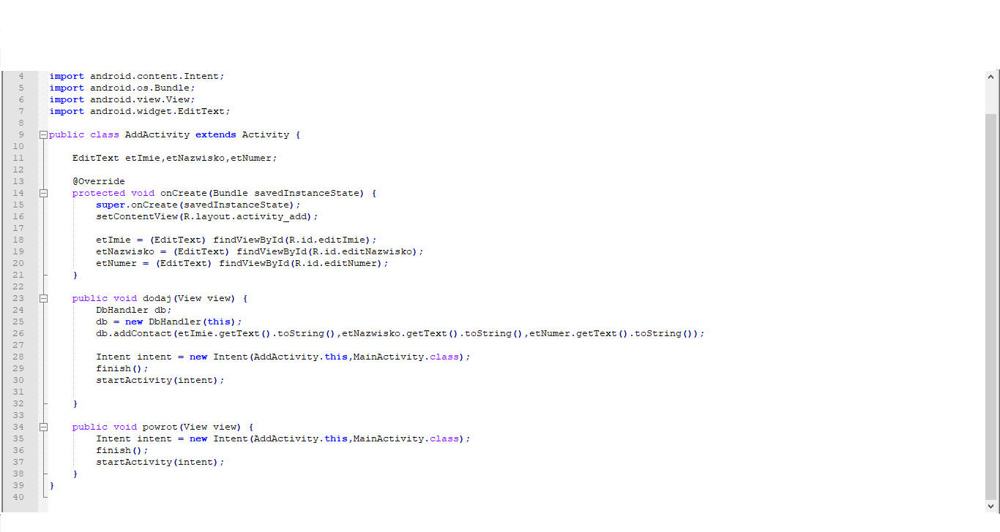 4 import android.content.Intent;
5 import android.os.Bundle;
6 import android.view.View;
7 import android.widget.EditText;
8
9 public class AddActivity extends Activity {
10
11 EditText etImie,etNazwisko,etNumer;
12
13 @Override
14 protected void onCreate(Bundle savedInstanceState) {
15 super.onCreate(savedInstanceState);
16 setContentView(R.layout.activity_add);
17
18 etImie = (EditText) findViewById(R.id.editImie);
19 etNazwisko = (EditText) findViewById(R.id.editNazwisko);
20 etNumer = (EditText) findViewById(R.id.editNumer);
21 }
22
23 public void dodaj(View view) {
24 DbHandler db;
25 db = new DbHandler(this);
26 db.addContact(etImie.getText().toString(),etNazwisko.getText().toString(),etNumer.getText().toString());
27
28 Intent intent = new Intent(AddActivity.this,MainActivity.class);
29 finish();
30 startActivity(intent);
31
32 }
33
34 public void powrot(View view) {
35 Intent intent = new Intent(AddActivity.this,MainActivity.class);
36 finish();
37 startActivity(intent);
38 }
39 }
40